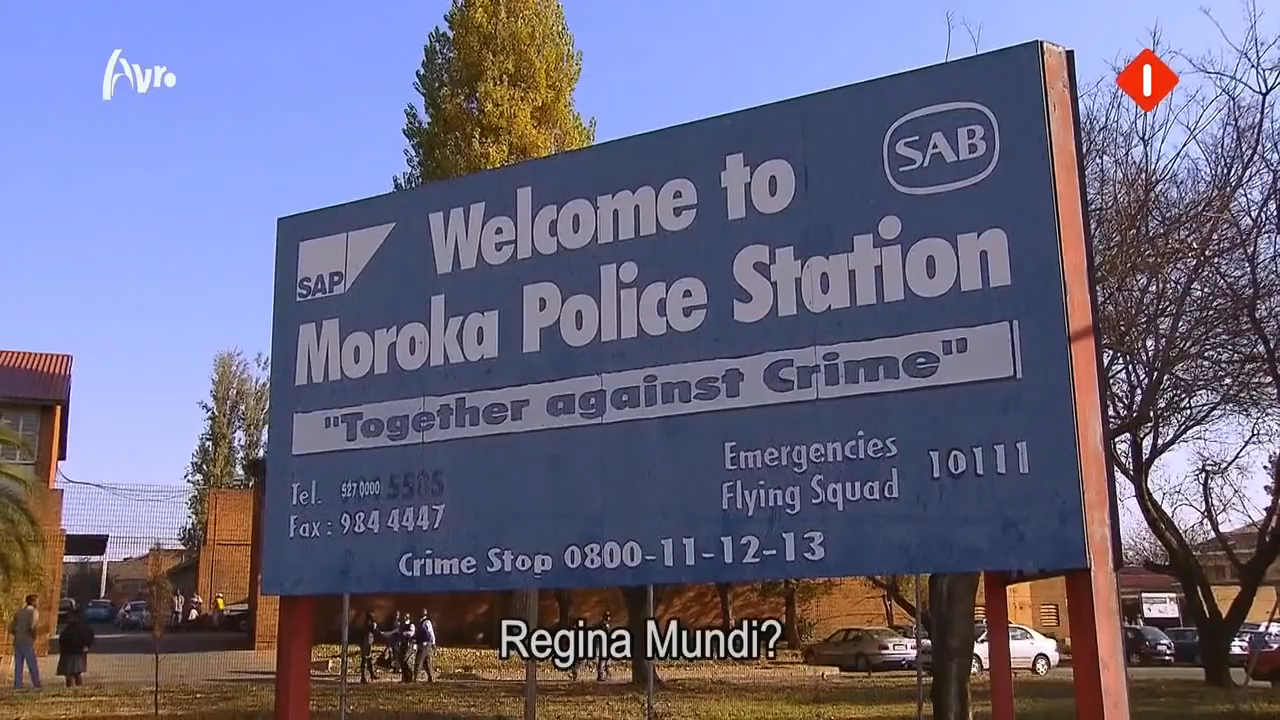 Avro
SAB
SAP
Welcome to
Moroka Police Station
"Together against Crime"
Tel. 527 0000 5585
Emergencies 10111
Flying Squad
Fax : 984 4447
Crime Stop 0800-11-12-13
Regina Mundi?